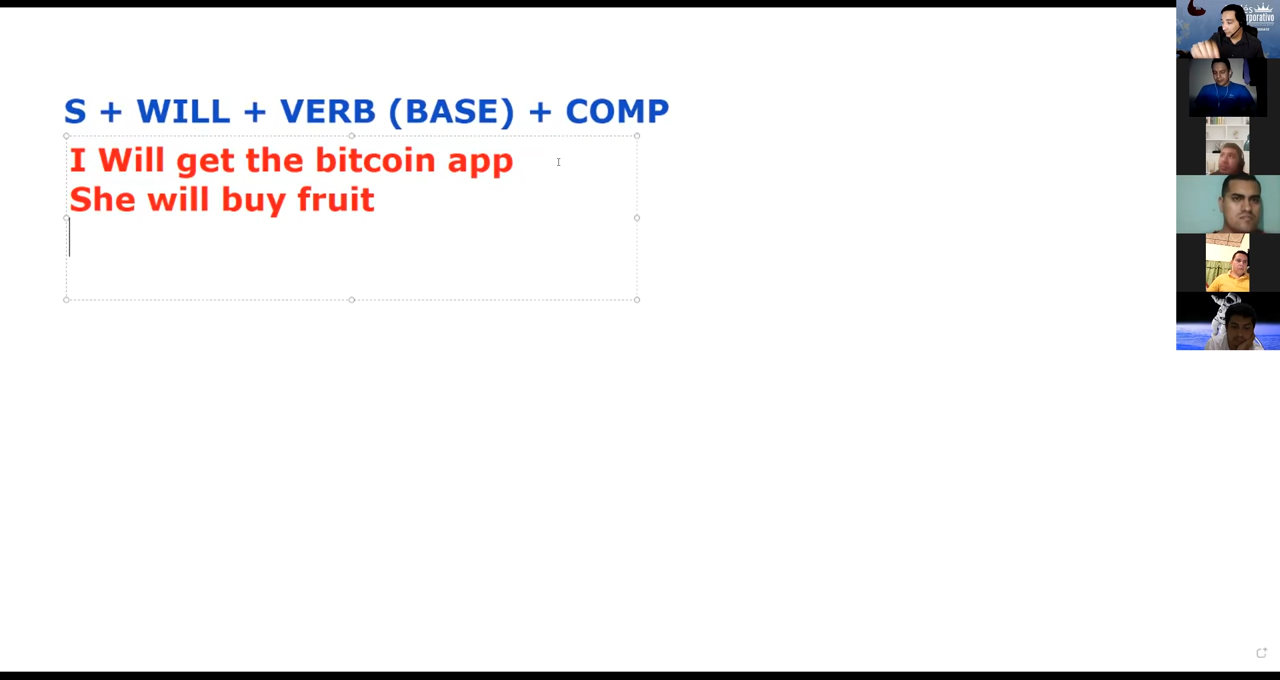 S + WILL + VERB (BASE) + COMP
I Will get the bitcoin app
She will buy fruit